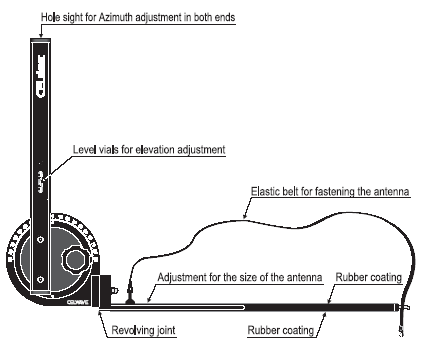 Hole sight for Azimuth adjustment in both ends
Level vials for elevation adjustment
Elastic belt for fastening the antenna
Adjustment for the size of the antenna
Rubber coating
Revolving joint
Rubber coating